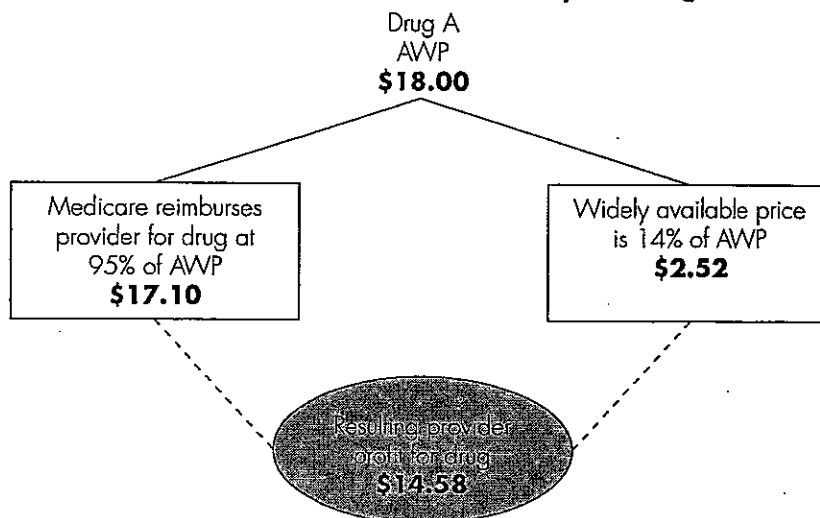 Drug A
AWP
$18.00
Medicare reimburses
provider for drug at
95% of AWP
$17.10
Widely available price
is 14% of AWP
$2.52
Resulting provider
profit for drug
$14.58